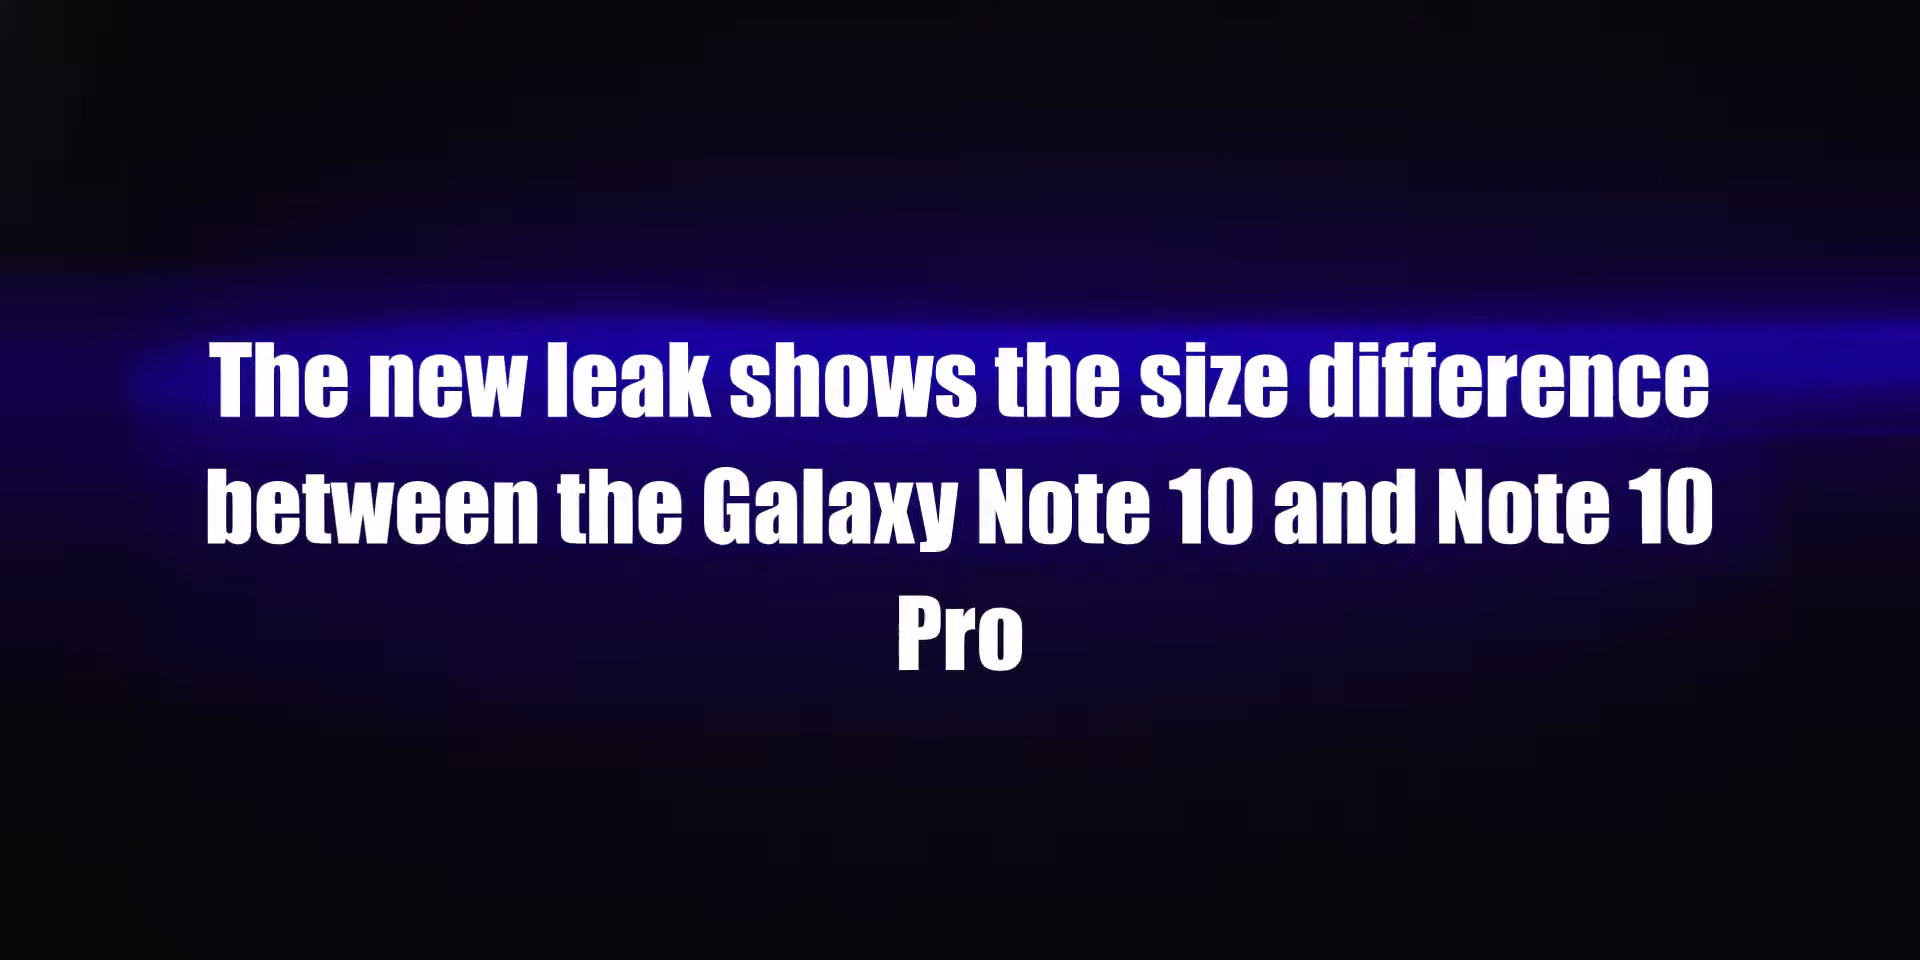 The new leak shows the size difference
between the Galaxy Note 10 and Note 10
Pro